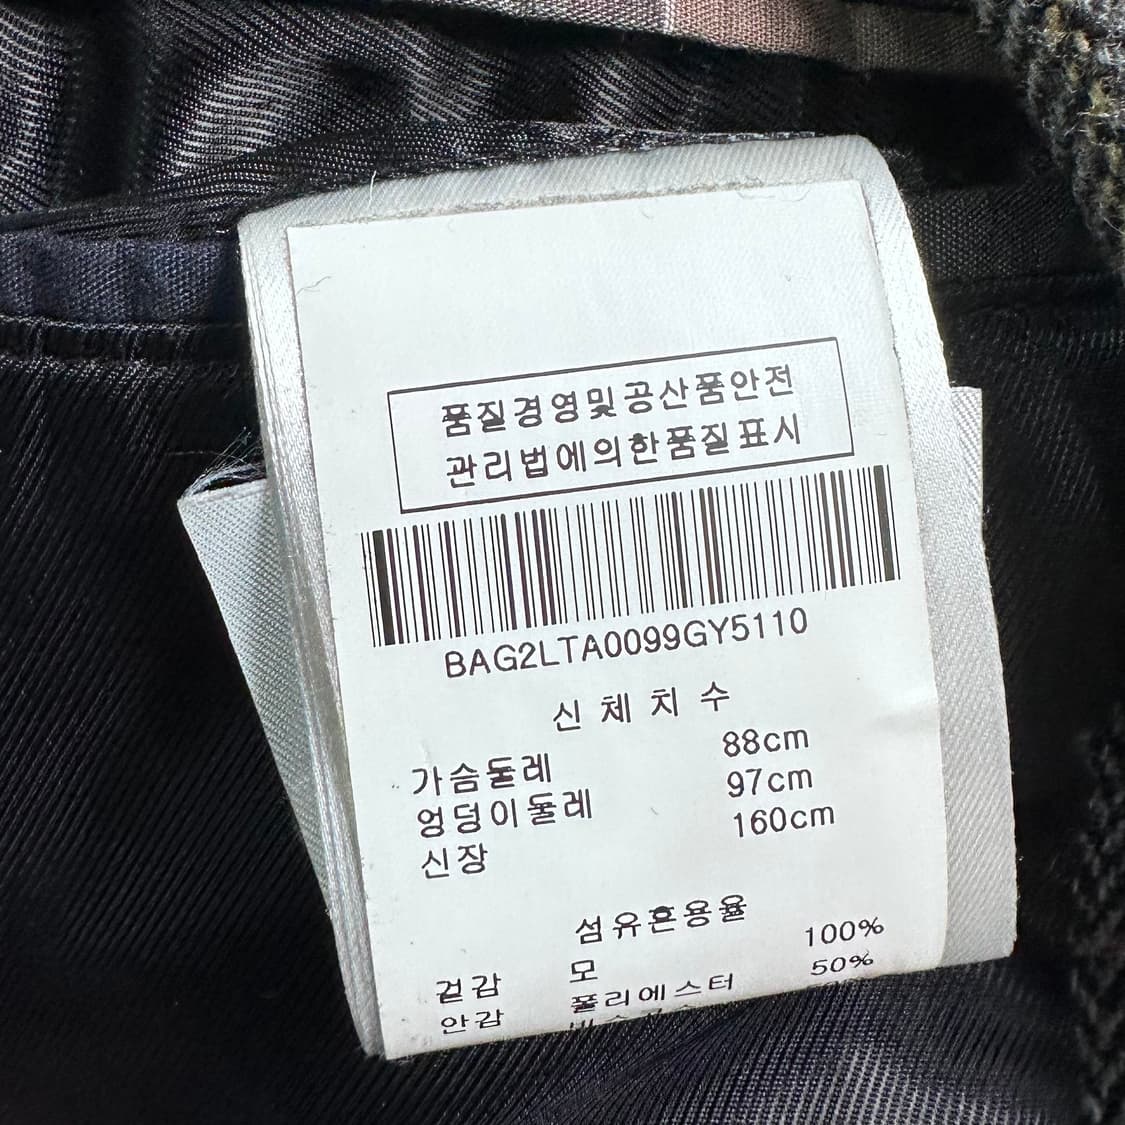 품질경영및공산품안전
관리법에의한품질표시
BAG2LTA0099GY5110
신체치수
가슴둘레 88cm
엉덩이둘레 97cm
신장 160cm
섬유혼용율
겉감 모 100%
안감 폴리에스터 50%